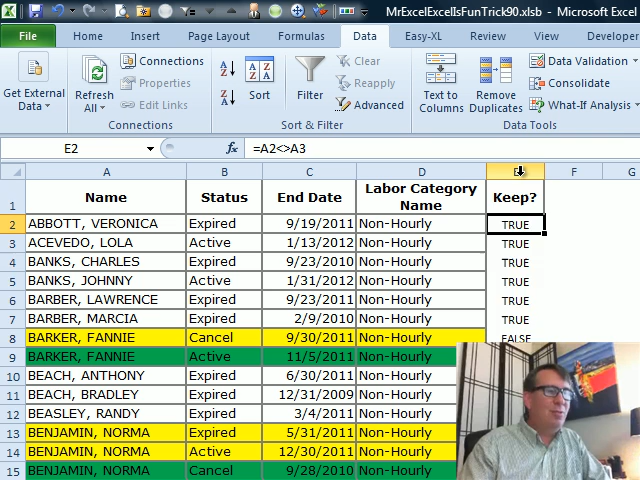 MrExcelExcelIsFunTrick90.xlsb - Microsoft Excel
File Home Insert Page Layout Formulas Data Easy-XL Review View Developer
Get External Data
Refresh All
Connections
Properties
Edit Links
Connections
Sort
Filter
Clear
Reapply
Advanced
Sort & Filter
Text to Columns
Remove Duplicates
Data Validation
Consolidate
What-If Analysis
Data Tools
E2 fx =A2<>A3
A B C D E F G
1 Name Status End Date Labor Category Name Keep?
2 ABBOTT, VERONICA Expired 9/19/2011 Non-Hourly TRUE
3 ACEVEDO, LOLA Active 1/13/2012 Non-Hourly TRUE
4 BANKS, CHARLES Expired 9/23/2010 Non-Hourly TRUE
5 BANKS, JOHNNY Active 1/31/2012 Non-Hourly TRUE
6 BARBER, LAWRENCE Expired 9/23/2011 Non-Hourly TRUE
7 BARBER, MARCIA Expired 2/9/2010 Non-Hourly TRUE
8 BARKER, FANNIE Cancel 9/30/2011 Non-Hourly FALSE
9 BARKER, FANNIE Active 11/5/2011 Non-Hourly
10 BEACH, ANTHONY Expired 6/30/2011 Non-Hourly
11 BEACH, BRADLEY Expired 12/31/2009 Non-Hourly
12 BEASLEY, RANDY Expired 3/4/2011 Non-Hourly
13 BENJAMIN, NORMA Expired 5/31/2011 Non-Hourly
14 BENJAMIN, NORMA Active 12/30/2011 Non-Hourly
15 BENJAMIN, NORMA Cancel 9/28/2010 Non-Hourly